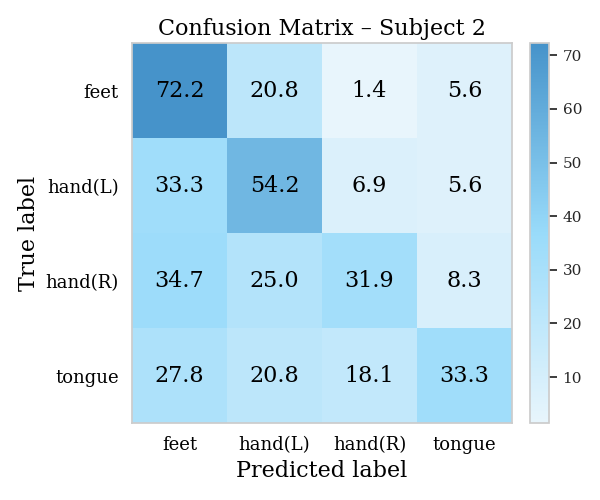 Confusion Matrix – Subject 2
True label
feet 72.2 20.8 1.4 5.6
hand(L) 33.3 54.2 6.9 5.6
hand(R) 34.7 25.0 31.9 8.3
tongue 27.8 20.8 18.1 33.3
feet hand(L) hand(R) tongue
Predicted label
70
60
50
40
30
20
10